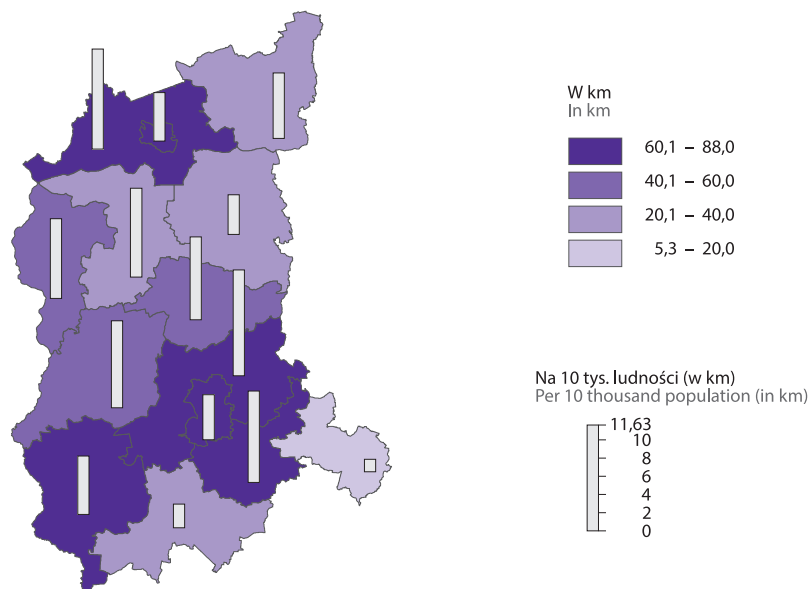 W km
In km
60,1 – 88,0
40,1 – 60,0
20,1 – 40,0
5,3 – 20,0
Na 10 tys. ludności (w km)
Per 10 thousand population (in km)
11,63
10
8
6
4
2
0